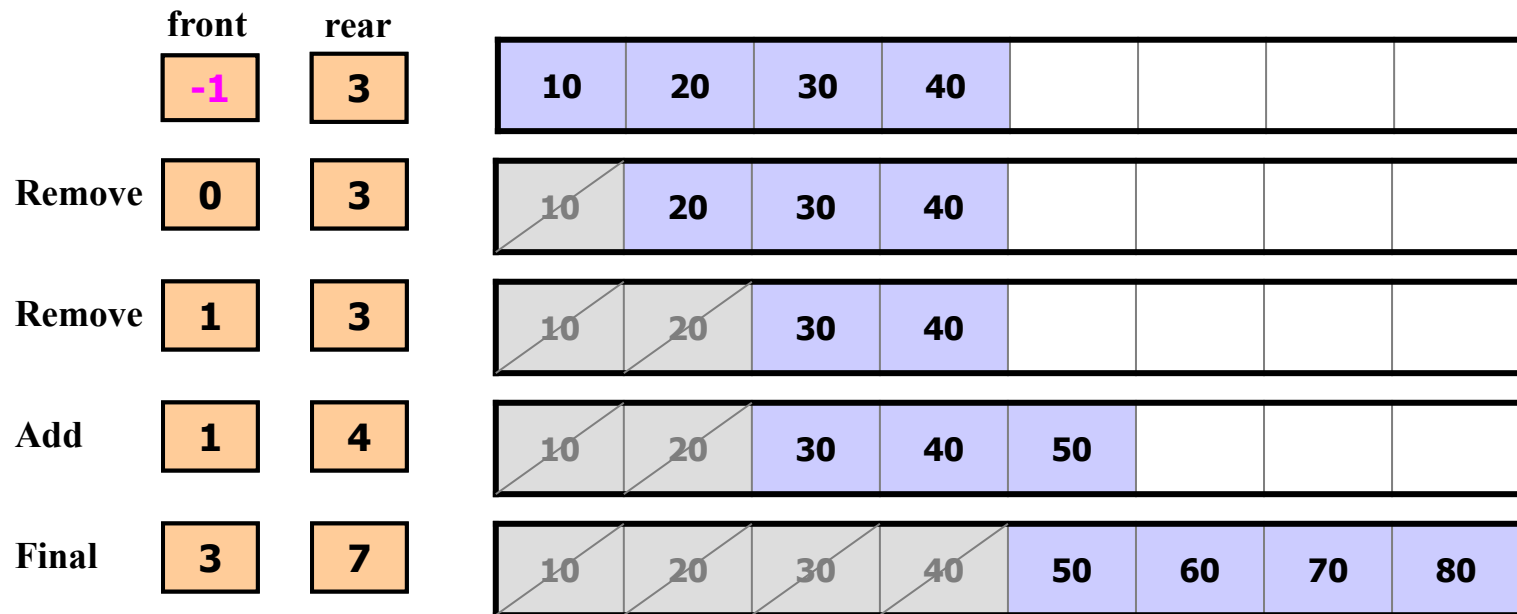 front rear
-1 3 10 20 30 40
Remove 0 3 10 20 30 40
Remove 1 3 10 20 30 40
Add 1 4 10 20 30 40 50
Final 3 7 10 20 30 40 50 60 70 80